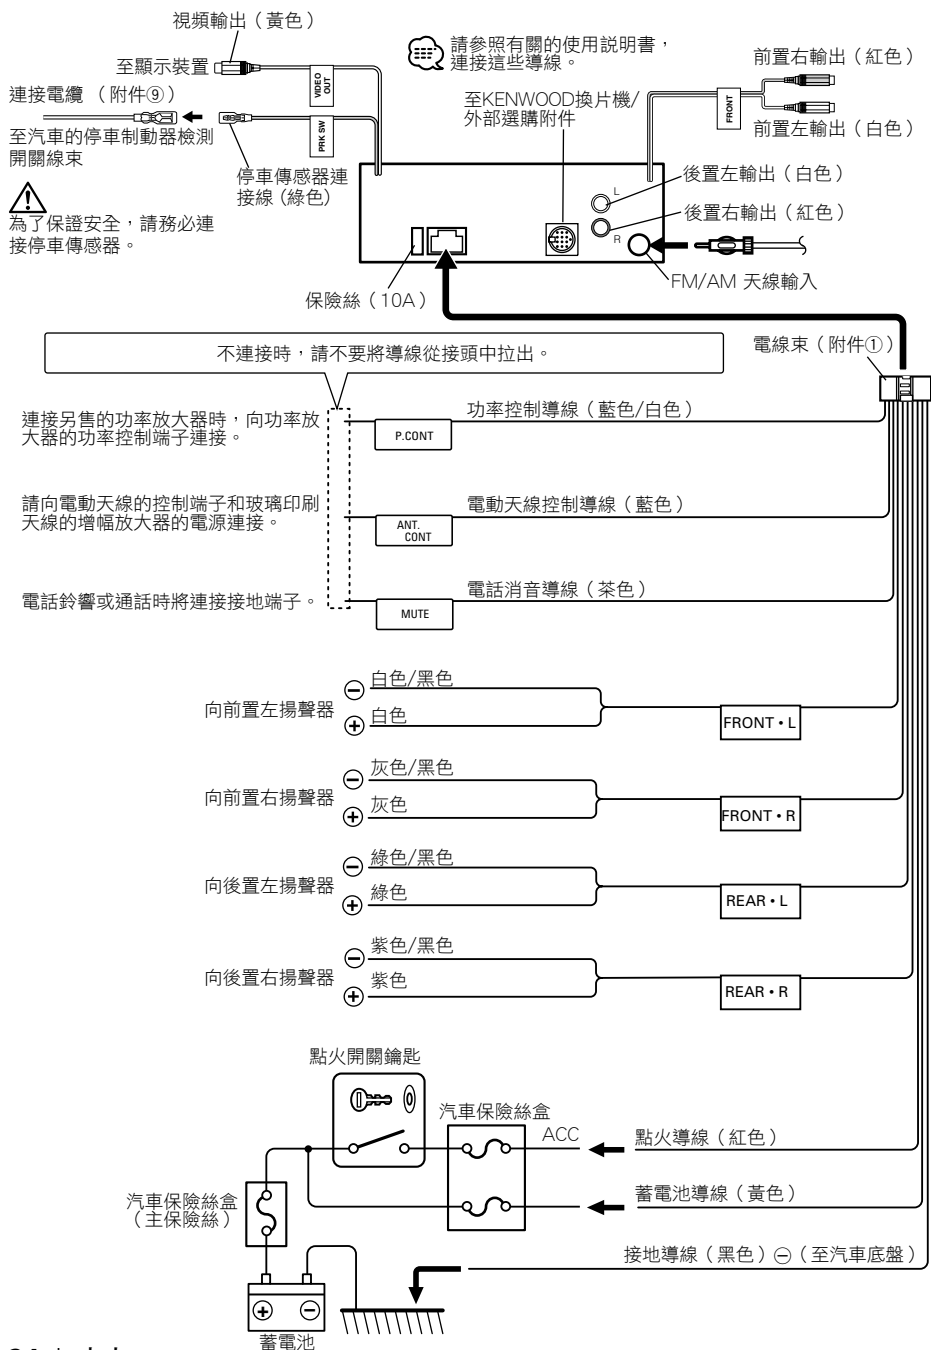 視頻輸出（黃色）
至顯示裝置
VIDEO
OUT
連接電纜 （附件⑨）
至汽車的停車制動器檢測
開關線束
PRK SW
停車傳感器連
接線 (綠色)
為了保證安全，請務必連
接停車傳感器。
請參照有關的使用説明書，
連接這些導線。
至KENWOOD換片機/
外部選購附件
FRONT
前置右輸出（紅色）
前置左輸出（白色）
L
後置左輸出（白色）
後置右輸出（紅色）
R
FM/AM 天線輸入
保險絲（10A）
電線束（附件①）
不連接時，請不要將導線從接頭中拉出。
連接另售的功率放大器時，向功率放
大器的功率控制端子連接。
P.CONT
功率控制導線（藍色/白色）
請向電動天線的控制端子和玻璃印刷
天線的增幅放大器的電源連接。
ANT.
CONT
電動天線控制導線（藍色）
電話鈴響或通話時將連接接地端子。
MUTE
電話消音導線（茶色）
向前置左揚聲器
⊖ 白色/黑色
⊕ 白色
FRONT • L
向前置右揚聲器
⊖ 灰色/黑色
⊕ 灰色
FRONT • R
向後置左揚聲器
⊖ 綠色/黑色
⊕ 綠色
REAR • L
向後置右揚聲器
⊖ 紫色/黑色
⊕ 紫色
REAR • R
點火開關鑰匙
汽車保險絲盒
ACC
點火導線（紅色）
汽車保險絲盒
（主保險絲）
蓄電池導線（黃色）
接地導線（黑色）⊖（至汽車底盤）
⊕ ⊖
蓄電池